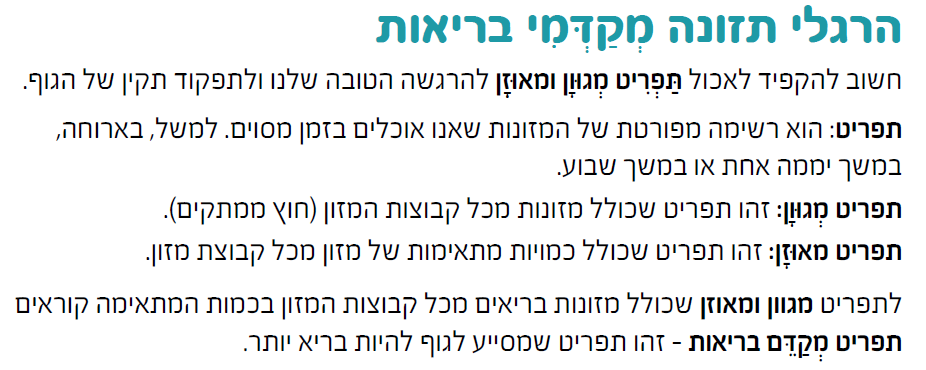 הרגלי תזונה מְקַדְּמֵי בריאות
חשוב להקפיד לאכול תַּפְרִיט מְגוּוָּן ומאוּזָן להרגשה הטובה שלנו ולתפקוד תקין של הגוף.
תפריט: הוא רשימה מפורטת של המזונות שאנו אוכלים בזמן מסוים. למשל, בארוחה,
במשך יממה אחת או במשך שבוע.
תפריט מְגוּוָּן: זהו תפריט שכולל מזונות מכל קבוצות המזון (חוץ ממתקים).
תפריט מאוּזָן: זהו תפריט שכולל כמויות מתאימות של מזון מכל קבוצת מזון.
לתפריט מגוון ומאוזן שכולל מזונות בריאים מכל קבוצות המזון בכמות המתאימה קוראים
תפריט מְקַדֵּם בריאות - זהו תפריט שמסייע לגוף להיות בריא יותר.